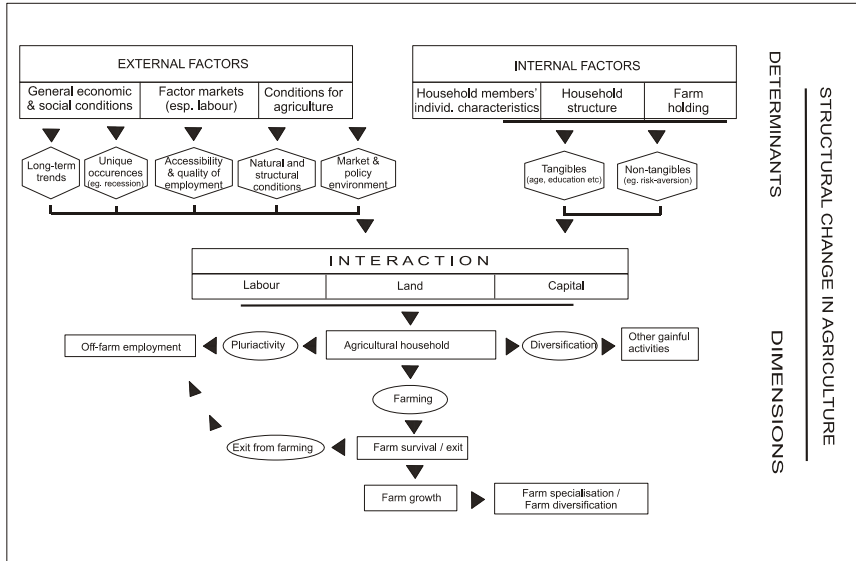 EXTERNAL FACTORS
General economic
& social conditions
Factor markets
(esp. labour)
Conditions for
agriculture
INTERNAL FACTORS
Household members'
individ. characteristics
Household
structure
Farm
holding
Long-term
trends
Unique
occurences
(eg. recession)
Accessibility
& quality of
employment
Natural and
structural
conditions
Market &
policy
environment
Tangibles
(age, education etc)
Non-tangibles
(eg. risk-aversion)
DETERMINANTS
STRUCTURAL CHANGE IN AGRICULTURE
INTERACTION
Labour
Land
Capital
Off-farm employment
Pluriactivity
Agricultural household
Diversification
Other gainful
activities
Farming
Exit from farming
Farm survival / exit
Farm growth
Farm specialisation /
Farm diversification
DIMENSIONS